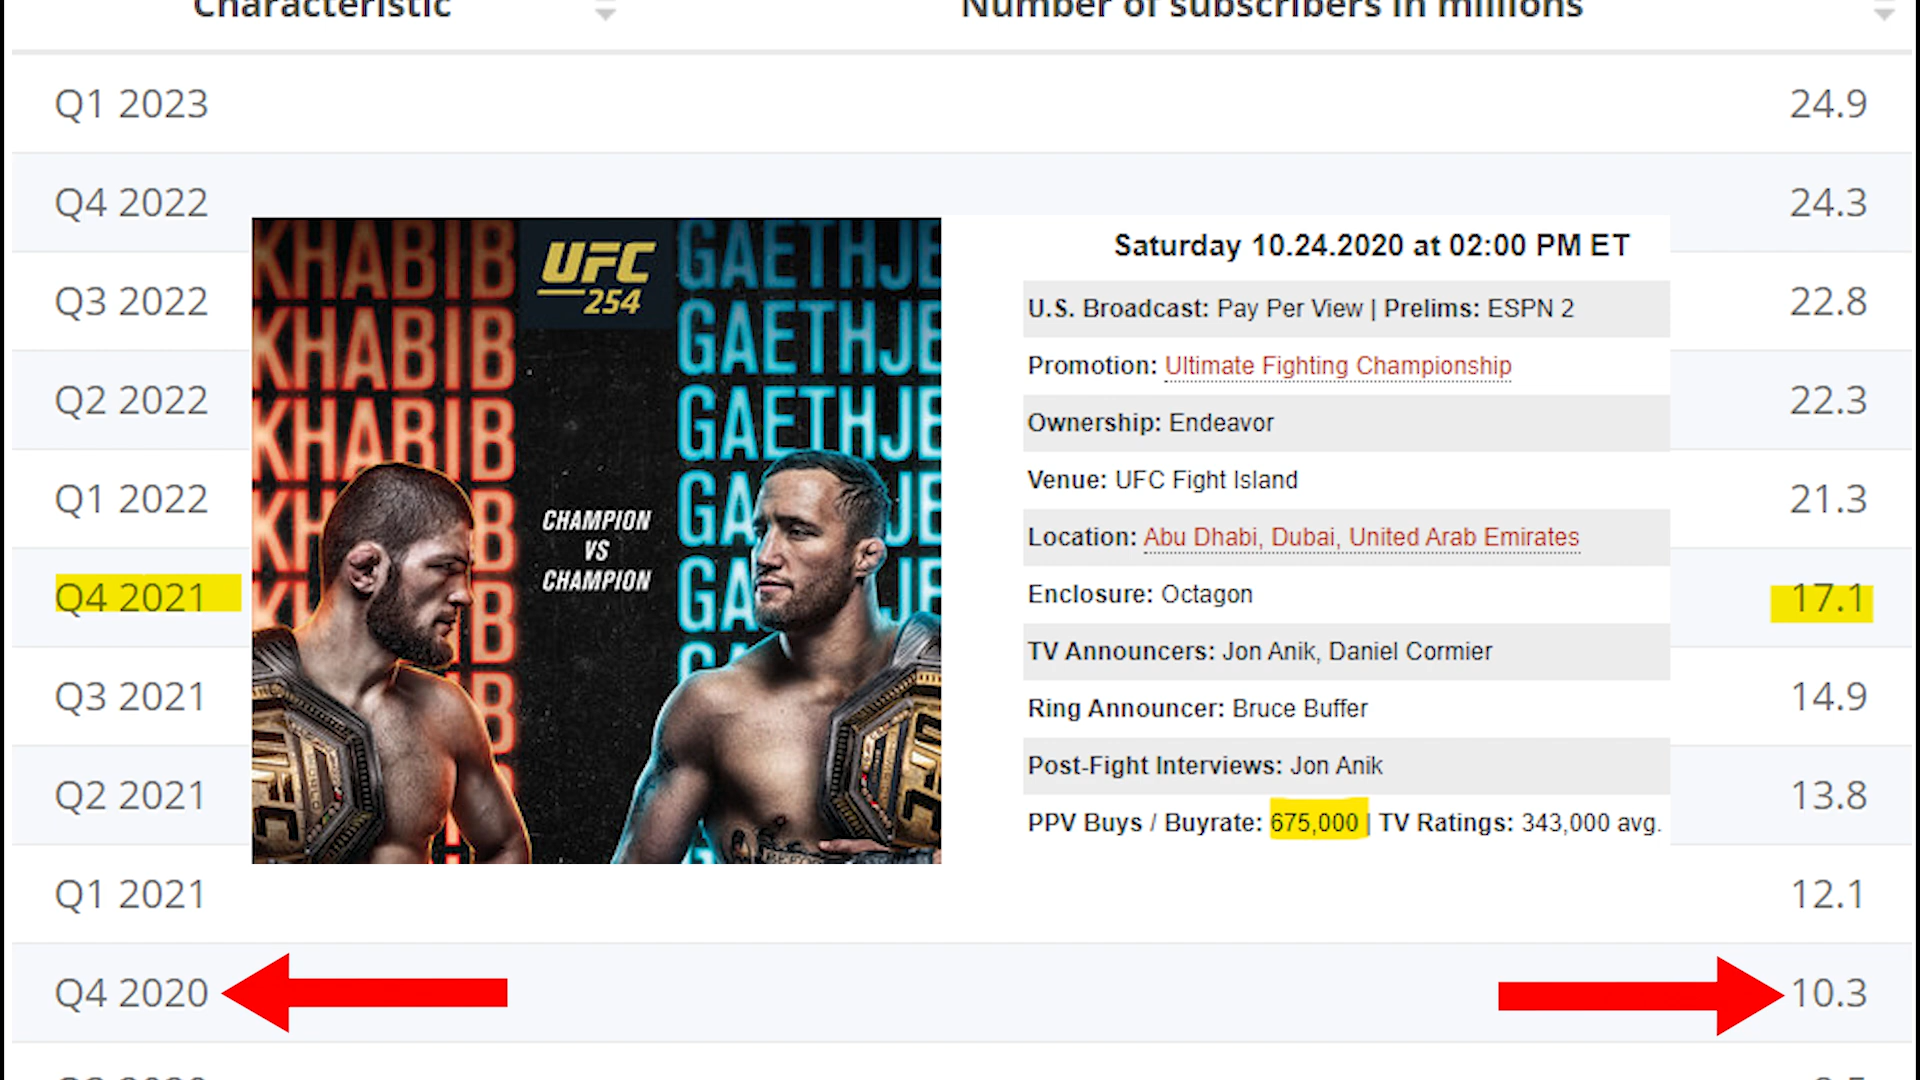 Characteristic Number of subscribers in millions
Q1 2023 24.9
Q4 2022 24.3
Q3 2022 22.8
Q2 2022 22.3
Q1 2022 21.3
Q4 2021 17.1
Q3 2021 14.9
Q2 2021 13.8
Q1 2021 12.1
Q4 2020 10.3
KHABIB
KHABIB
KHABIB
UFC
254
GAETHJE
GAETHJE
GAETHJE
CHAMPION
VS
CHAMPION
Saturday 10.24.2020 at 02:00 PM ET
U.S. Broadcast: Pay Per View | Prelims: ESPN 2
Promotion: Ultimate Fighting Championship
Ownership: Endeavor
Venue: UFC Fight Island
Location: Abu Dhabi, Dubai, United Arab Emirates
Enclosure: Octagon
TV Announcers: Jon Anik, Daniel Cormier
Ring Announcer: Bruce Buffer
Post-Fight Interviews: Jon Anik
PPV Buys / Buyrate: 675,000 | TV Ratings: 343,000 avg.